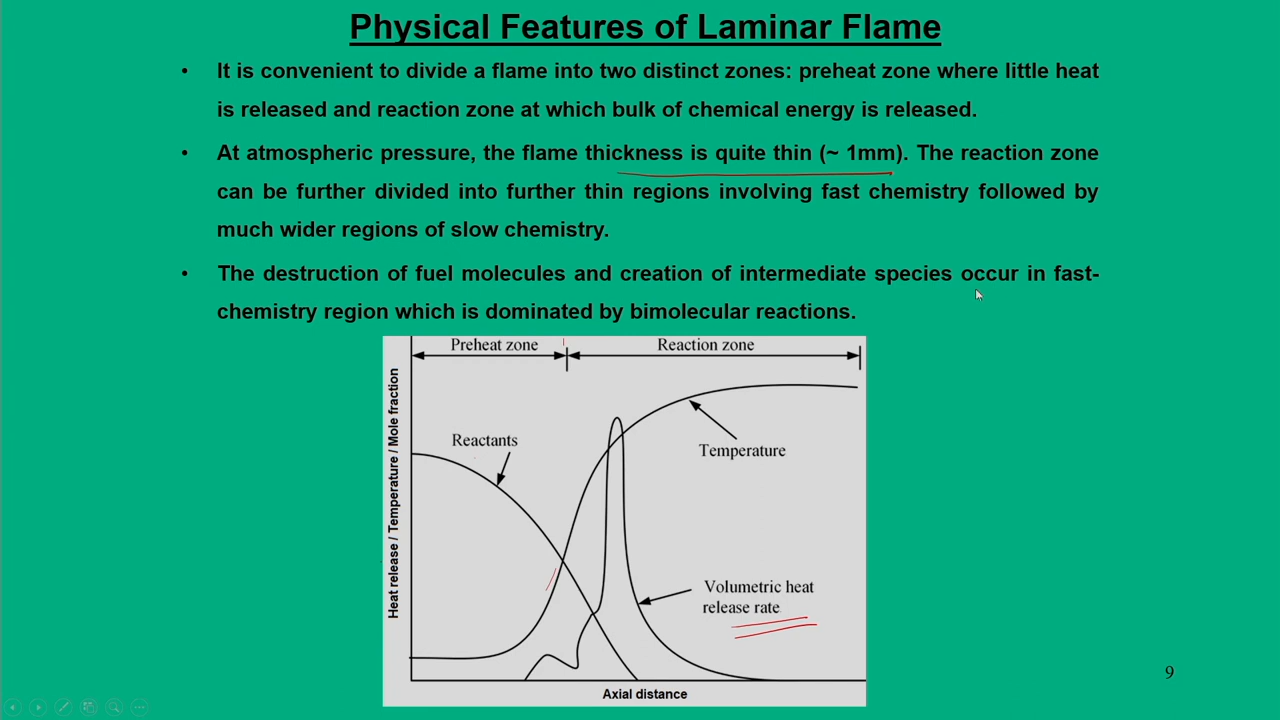 Physical Features of Laminar Flame
• It is convenient to divide a flame into two distinct zones: preheat zone where little heat
is released and reaction zone at which bulk of chemical energy is released.
• At atmospheric pressure, the flame thickness is quite thin (~ 1mm). The reaction zone
can be further divided into further thin regions involving fast chemistry followed by
much wider regions of slow chemistry.
• The destruction of fuel molecules and creation of intermediate species occur in fast-
chemistry region which is dominated by bimolecular reactions.
Preheat zone
Reaction zone
Heat release / Temperature / Mole fraction
Reactants
Temperature
Volumetric heat
release rate
Axial distance
9